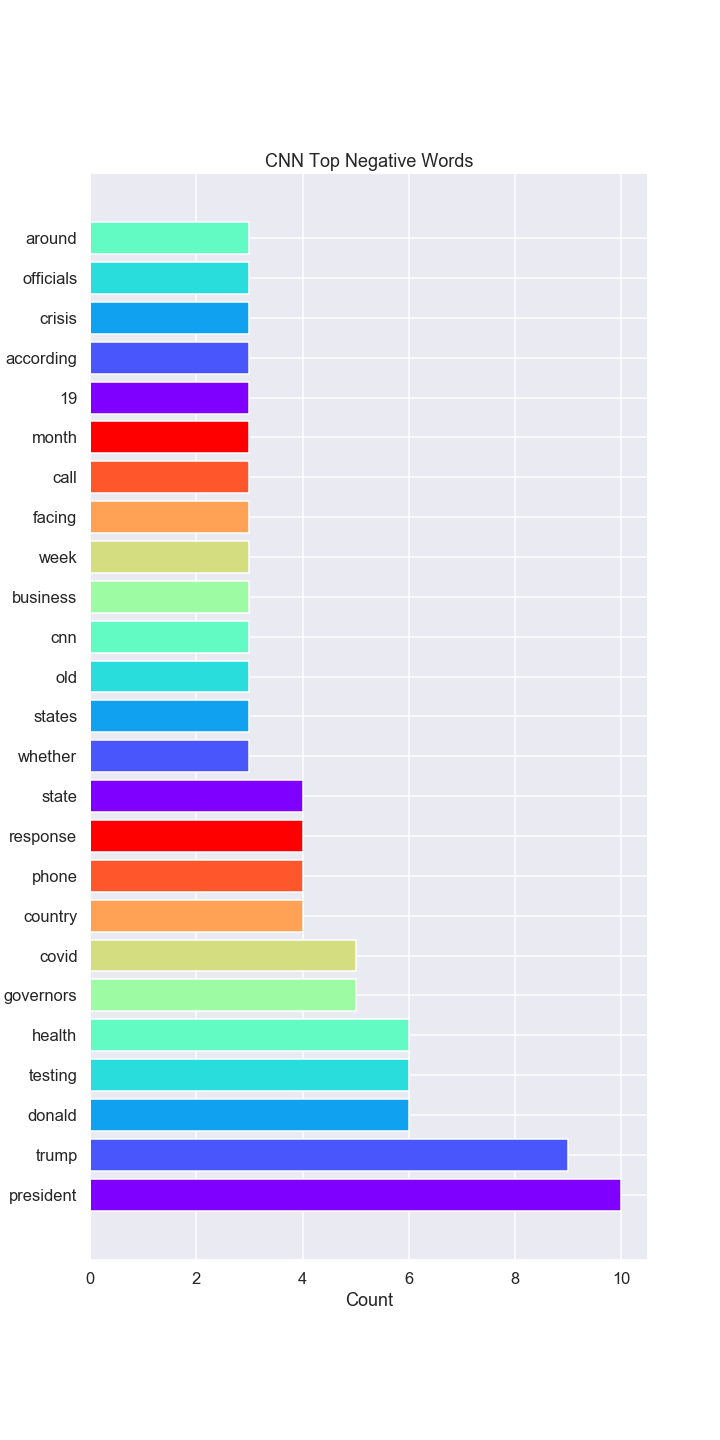 CNN Top Negative Words
around
officials
crisis
according
19
month
call
facing
week
business
cnn
old
states
whether
state
response
phone
country
covid
governors
health
testing
donald
trump
president
0 2 4 6 8 10
Count